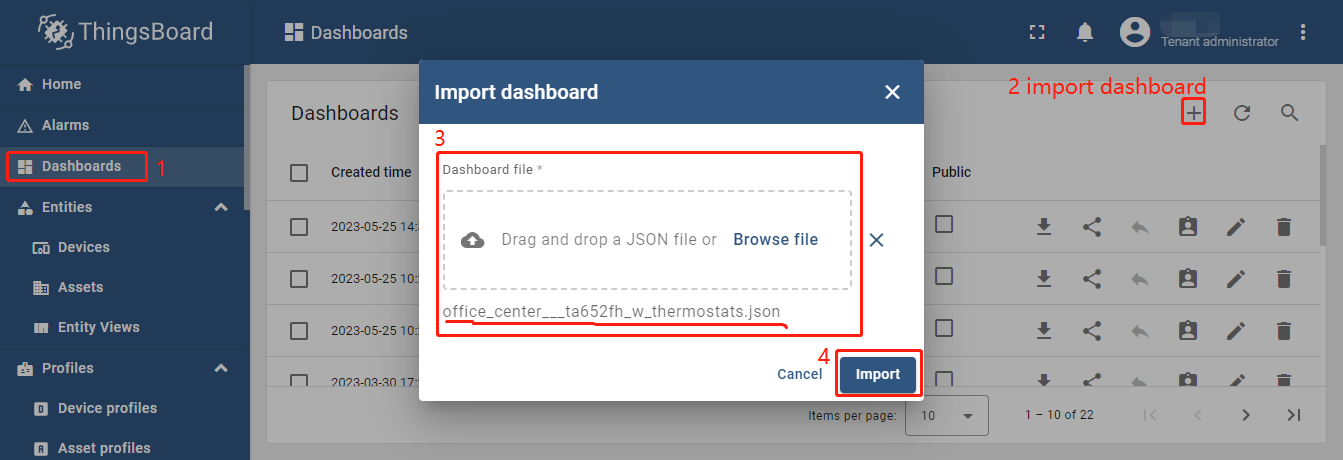 ThingsBoard
Dashboards
Tenant administrator
Home
Alarms
Dashboards
1
Entities
Devices
Assets
Entity Views
Profiles
Device profiles
Asset profiles
Dashboards
2 import dashboard
Created time
Public
2023-05-25 14:
2023-05-25 10:
2023-05-25 10:
2023-03-30 17:
Import dashboard
3
Dashboard file *
Drag and drop a JSON file or Browse file
office_center___ta652fh_w_thermostats.json
4
Cancel
Import
Items per page: 10 1 – 10 of 22